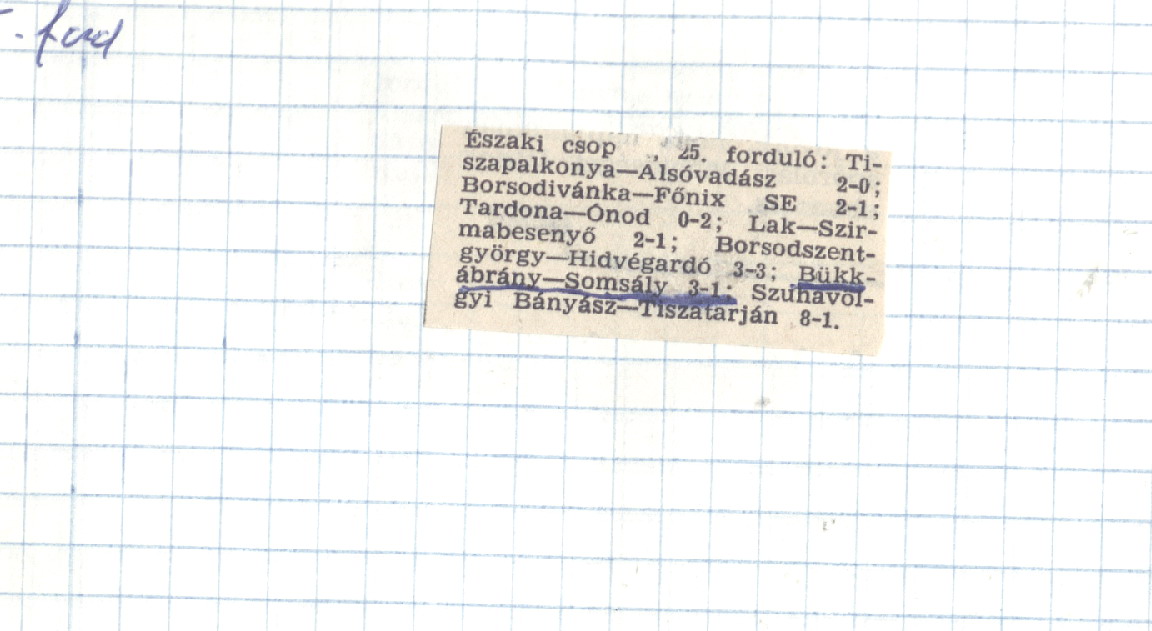 . ford
Északi csop , 25. forduló: Ti-
szapalkonya—Alsóvadász 2-0;
Borsodivánka—Főnix SE 2-1;
Tardona—Ónod 0-2; Lak—Szir-
mabesenyő 2-1; Borsodszent-
györgy—Hidvégardó 3-3; Bükk-
ábrány—Somsály 3-1; Szuhavöl-
gyi Bányász—Tiszatarján 8-1.